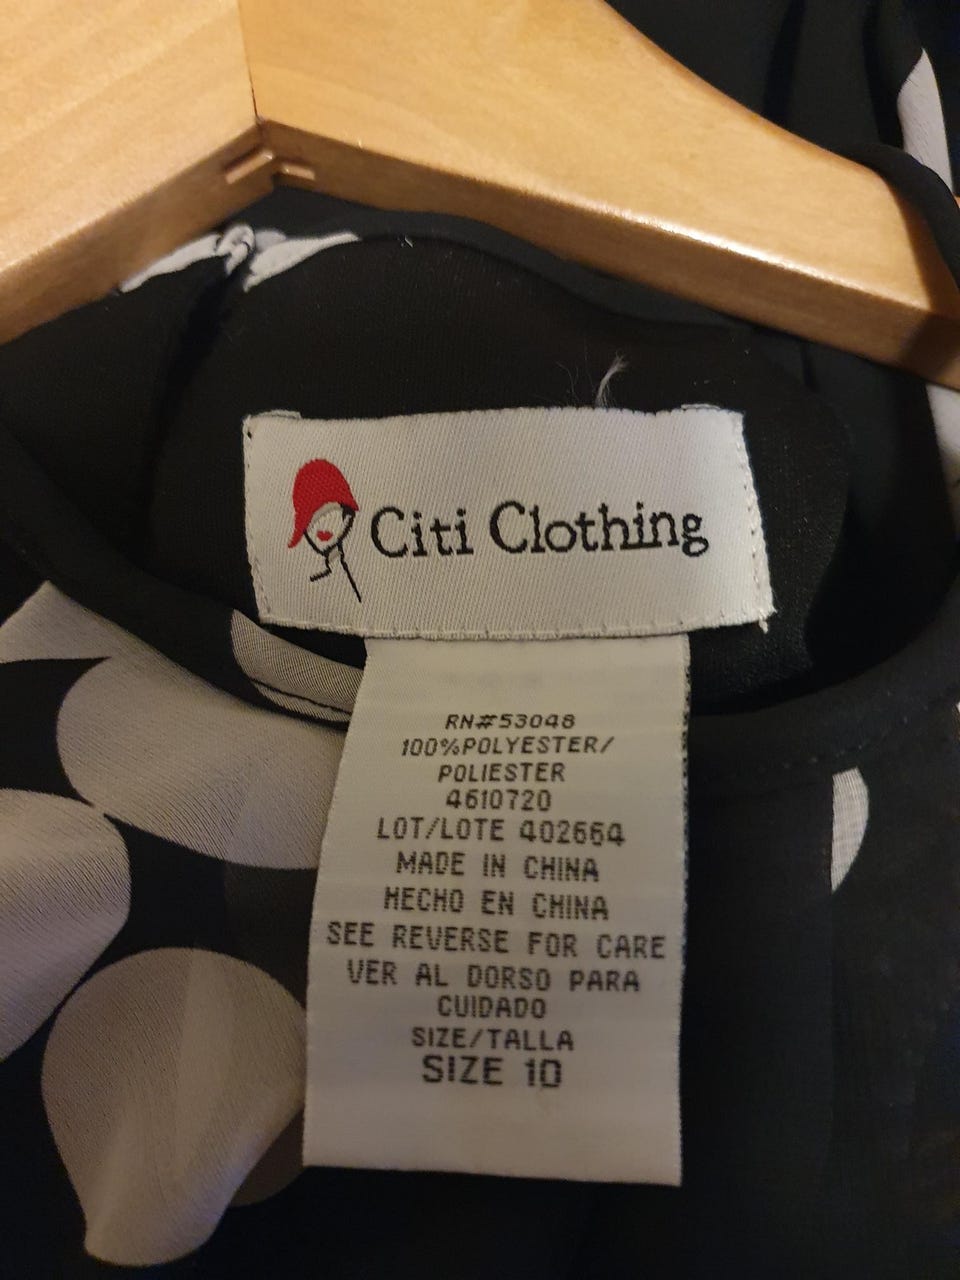 Citi Clothing
RN#53048
100%POLYESTER/
POLIESTER
4610720
LOT/LOTE 402664
MADE IN CHINA
HECHO EN CHINA
SEE REVERSE FOR CARE
VER AL DORSO PARA
CUIDADO
SIZE/TALLA
SIZE 10